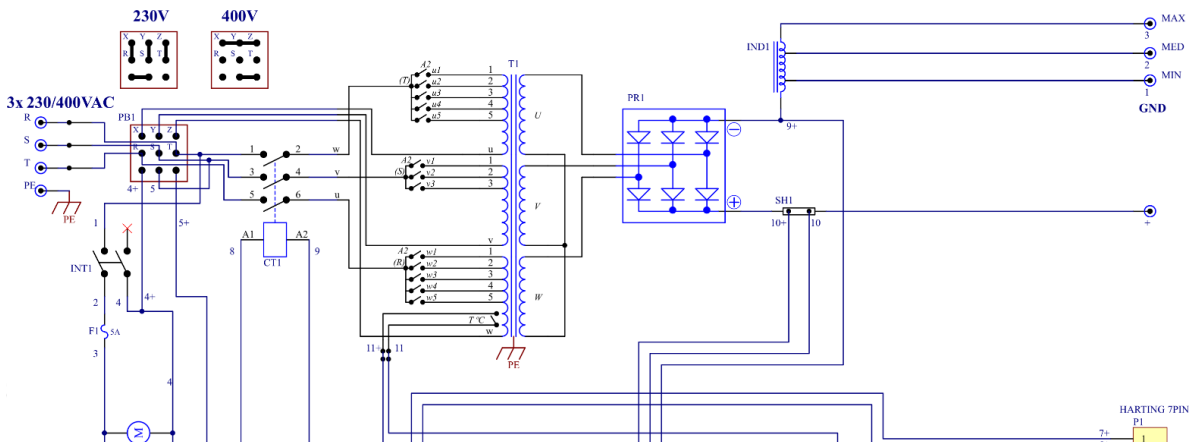 230V 400V
X Y Z X Y Z
R S T R S T
3x 230/400VAC
R
S
T
PE
PE
PB1
X Y Z
R S T
4+ 5
5+
1 2 w
3 4 v
5 6 u
A1 A2
8 9
CT1
1
INT1
2 4 4+
F1 5A
3
4
M
A2
(T)
u1 1
u2 2
u3 3
u4 4
u5 5
u
A2
(S)
v1 1
v2 2
v3 3
v
A2
(R)
w1 1
w2 2
w3 3
w4 4
w5 5
T °C
w
11+ 11
T1
U
V
W
PE
PR1
−
+
9+
IND1
SH1
10+ 10
MAX
3
MED
2
MIN
1
GND
+
HARTING 7PIN
P1
7+ 1